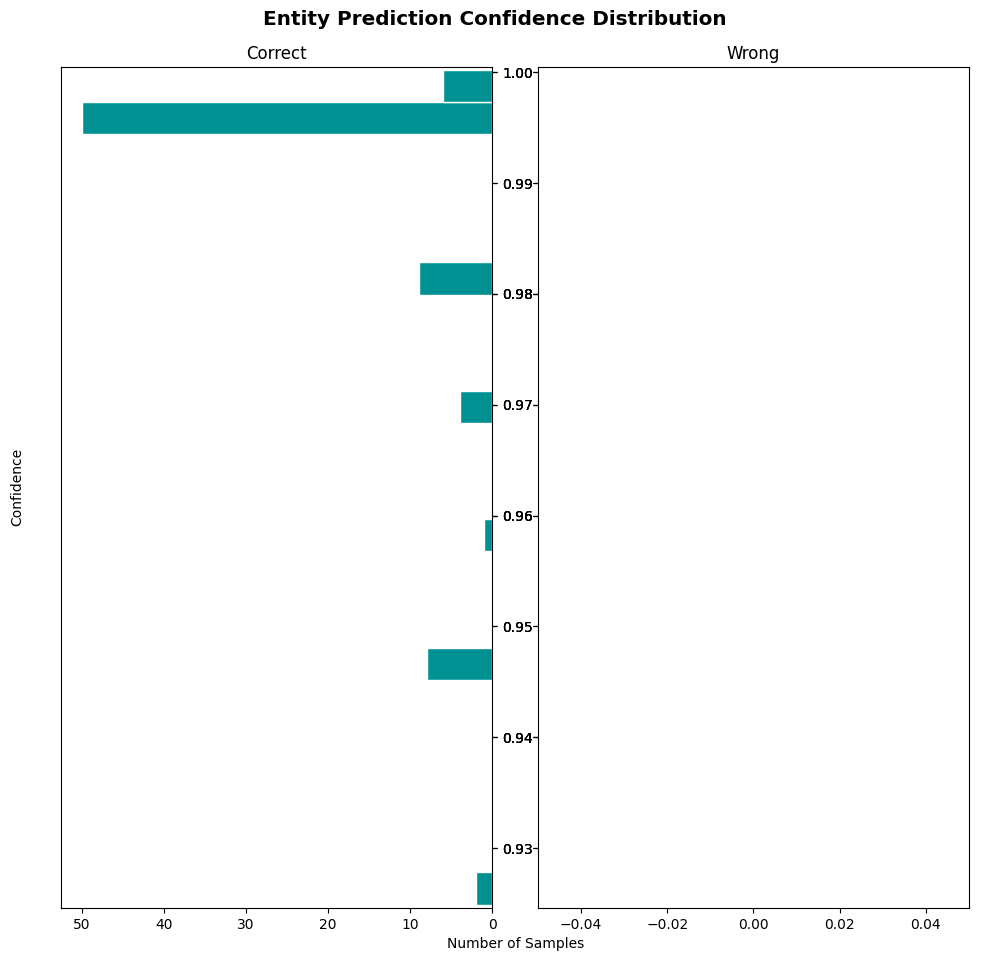 Entity Prediction Confidence Distribution
Correct
Wrong
Confidence
1.00
0.99
0.98
0.97
0.96
0.95
0.94
0.93
50 40 30 20 10 0
−0.04 −0.02 0.00 0.02 0.04
Number of Samples